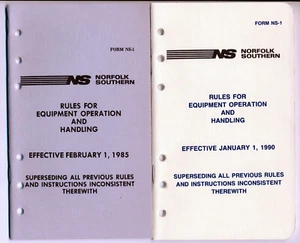 FORM NS-1
NS NORFOLK
SOUTHERN
RULES FOR
EQUIPMENT OPERATION
AND
HANDLING
EFFECTIVE FEBRUARY 1, 1985
SUPERSEDING ALL PREVIOUS RULES
AND INSTRUCTIONS INCONSISTENT
THEREWITH
FORM NS-1
NS NORFOLK
SOUTHERN
RULES FOR
EQUIPMENT OPERATION
AND
HANDLING
EFFECTIVE JANUARY 1, 1990
SUPERSEDING ALL PREVIOUS RULES
AND INSTRUCTIONS INCONSISTENT
THEREWITH